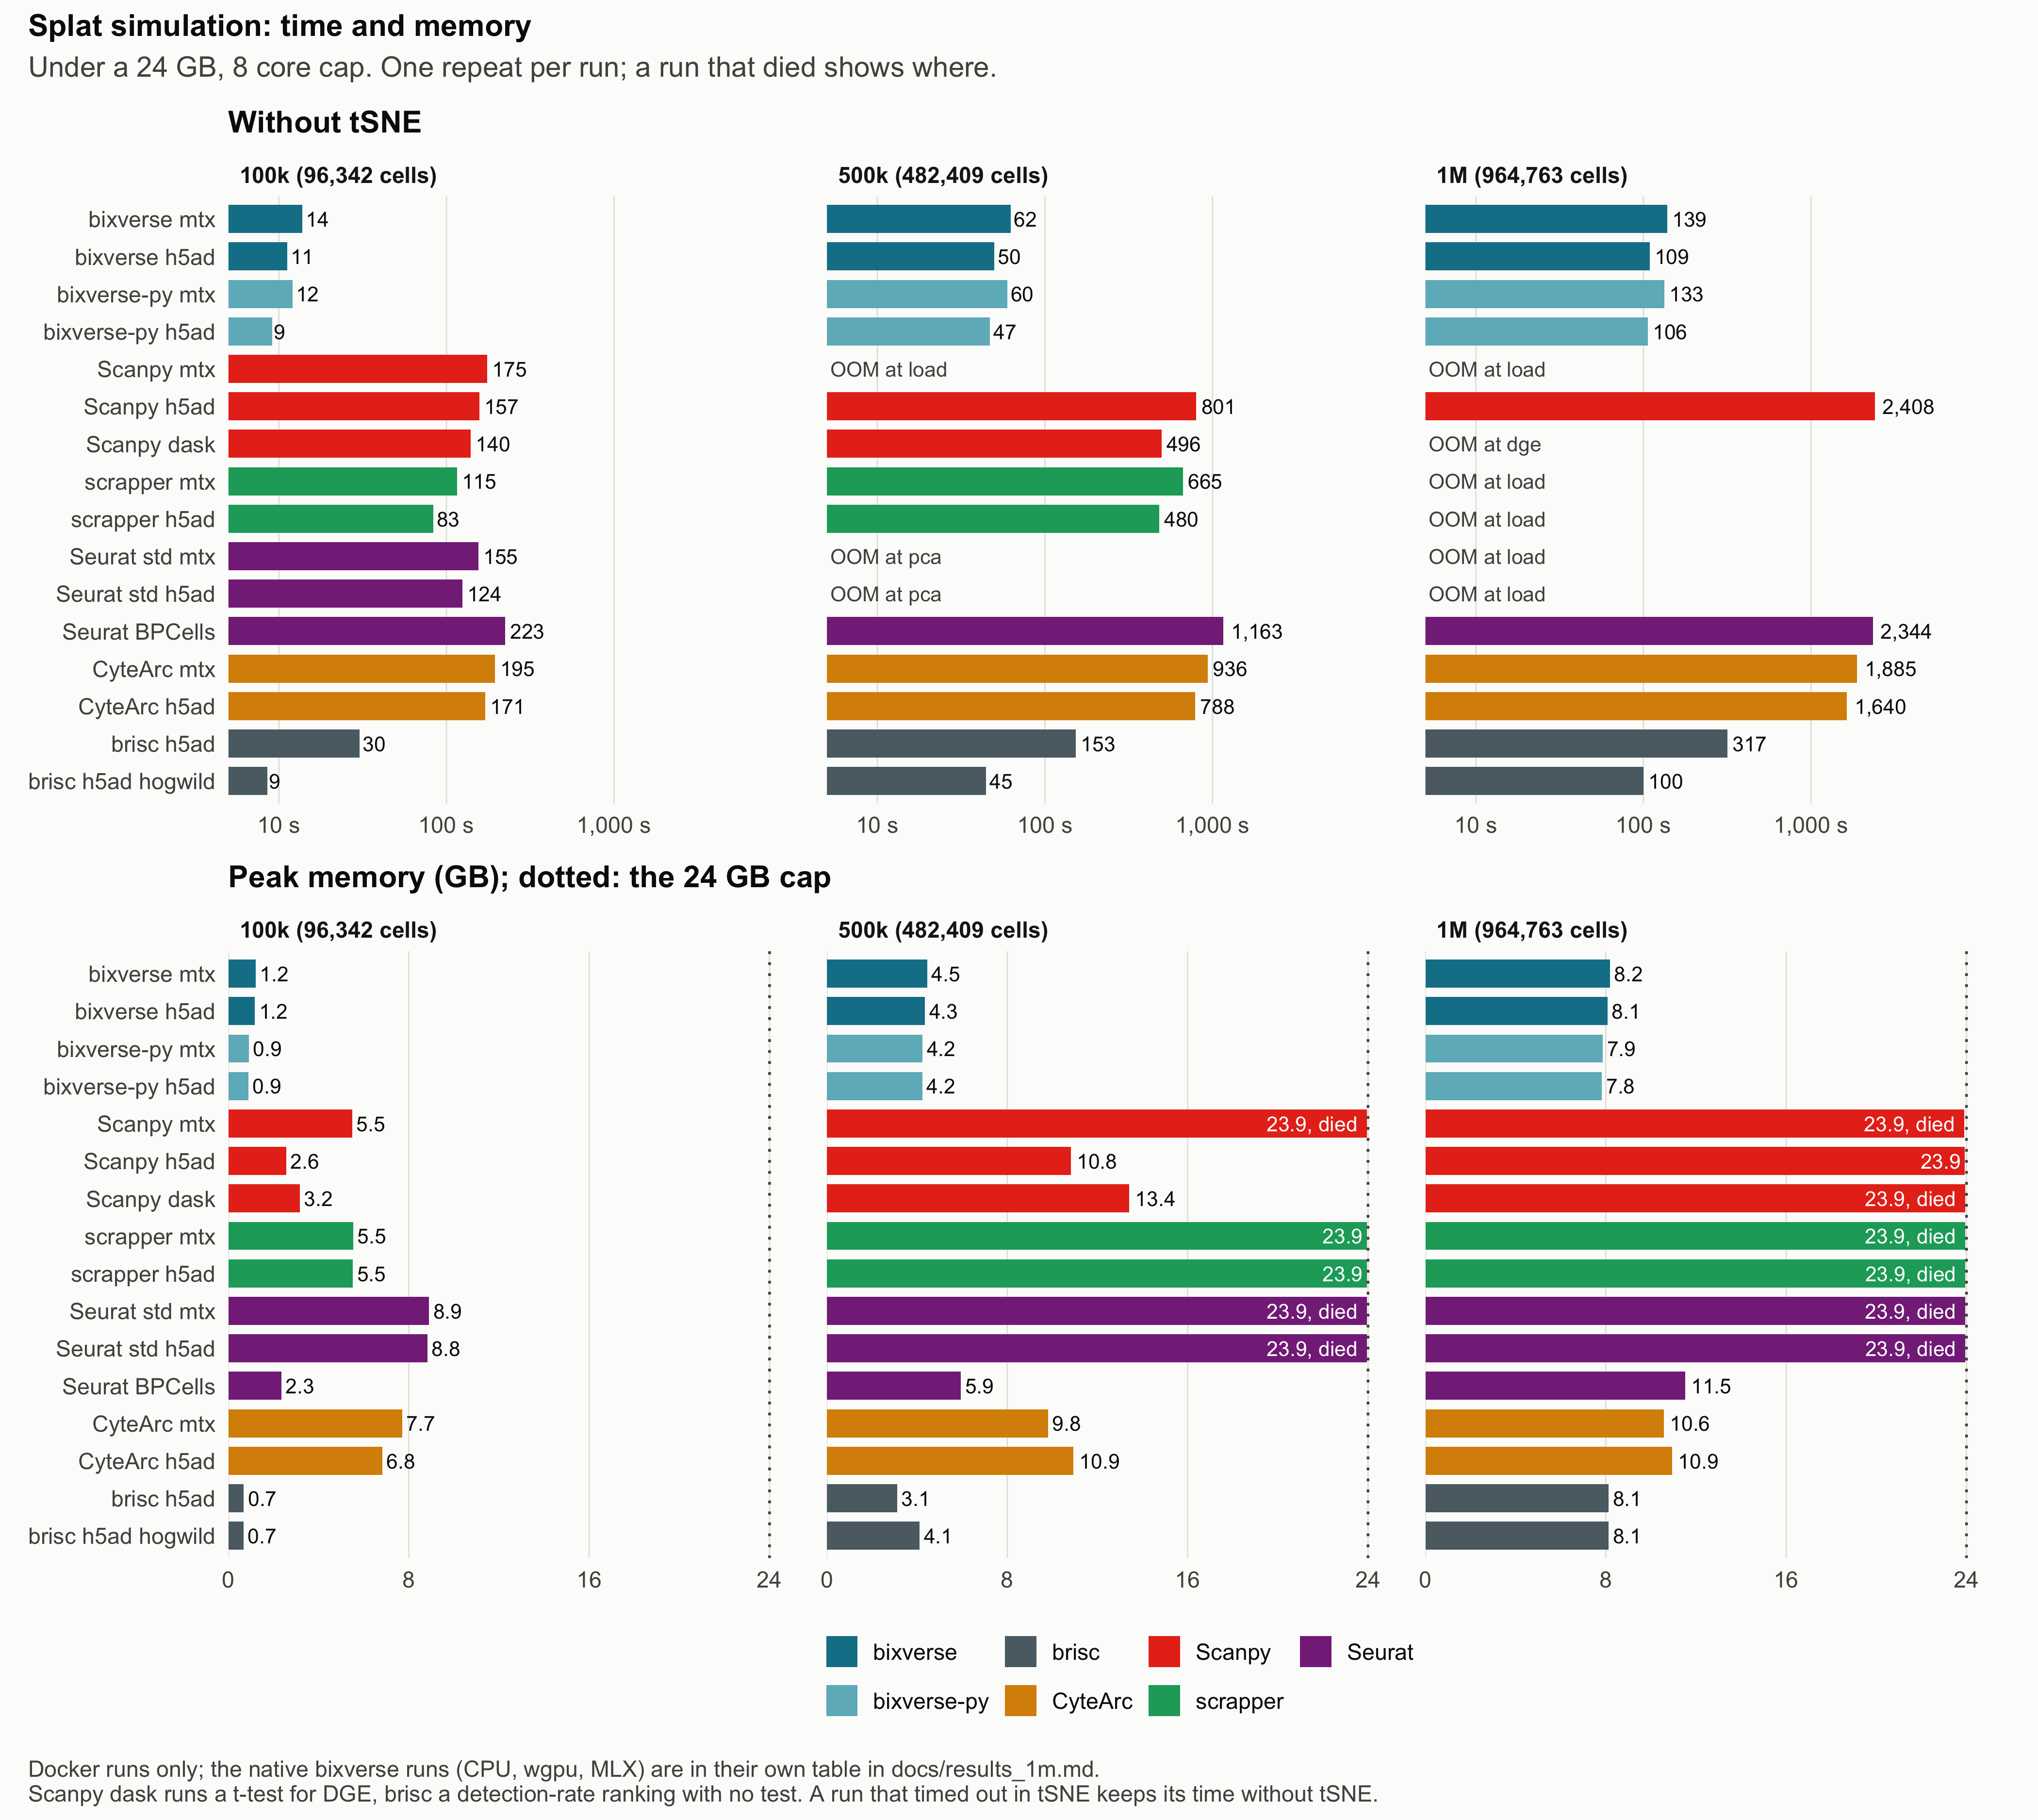 Splat simulation: time and memory
Under a 24 GB, 8 core cap. One repeat per run; a run that died shows where.
Without tSNE
100k (96,342 cells) 500k (482,409 cells) 1M (964,763 cells)
bixverse mtx 14 62 139
bixverse h5ad 11 50 109
bixverse-py mtx 12 60 133
bixverse-py h5ad 9 47 106
Scanpy mtx 175 OOM at load OOM at load
Scanpy h5ad 157 801 2,408
Scanpy dask 140 496 OOM at dge
scrapper mtx 115 665 OOM at load
scrapper h5ad 83 480 OOM at load
Seurat std mtx 155 OOM at pca OOM at load
Seurat std h5ad 124 OOM at pca OOM at load
Seurat BPCells 223 1,163 2,344
CyteArc mtx 195 936 1,885
CyteArc h5ad 171 788 1,640
brisc h5ad 30 153 317
brisc h5ad hogwild 9 45 100
10 s 100 s 1,000 s 10 s 100 s 1,000 s 10 s 100 s 1,000 s
Peak memory (GB); dotted: the 24 GB cap
100k (96,342 cells) 500k (482,409 cells) 1M (964,763 cells)
bixverse mtx 1.2 4.5 8.2
bixverse h5ad 1.2 4.3 8.1
bixverse-py mtx 0.9 4.2 7.9
bixverse-py h5ad 0.9 4.2 7.8
Scanpy mtx 5.5 23.9, died 23.9, died
Scanpy h5ad 2.6 10.8 23.9
Scanpy dask 3.2 13.4 23.9, died
scrapper mtx 5.5 23.9 23.9, died
scrapper h5ad 5.5 23.9 23.9, died
Seurat std mtx 8.9 23.9, died 23.9, died
Seurat std h5ad 8.8 23.9, died 23.9, died
Seurat BPCells 2.3 5.9 11.5
CyteArc mtx 7.7 9.8 10.6
CyteArc h5ad 6.8 10.9 10.9
brisc h5ad 0.7 3.1 8.1
brisc h5ad hogwild 0.7 4.1 8.1
0 8 16 24 0 8 16 24 0 8 16 24
bixverse brisc Scanpy Seurat
bixverse-py CyteArc scrapper
Docker runs only; the native bixverse runs (CPU, wgpu, MLX) are in their own table in docs/results_1m.md.
Scanpy dask runs a t-test for DGE, brisc a detection-rate ranking with no test. A run that timed out in tSNE keeps its time without tSNE.